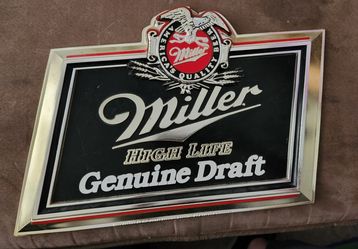 AMERICA'S QUALITY BEER
Miller
Miller
HIGH LIFE
Genuine Draft